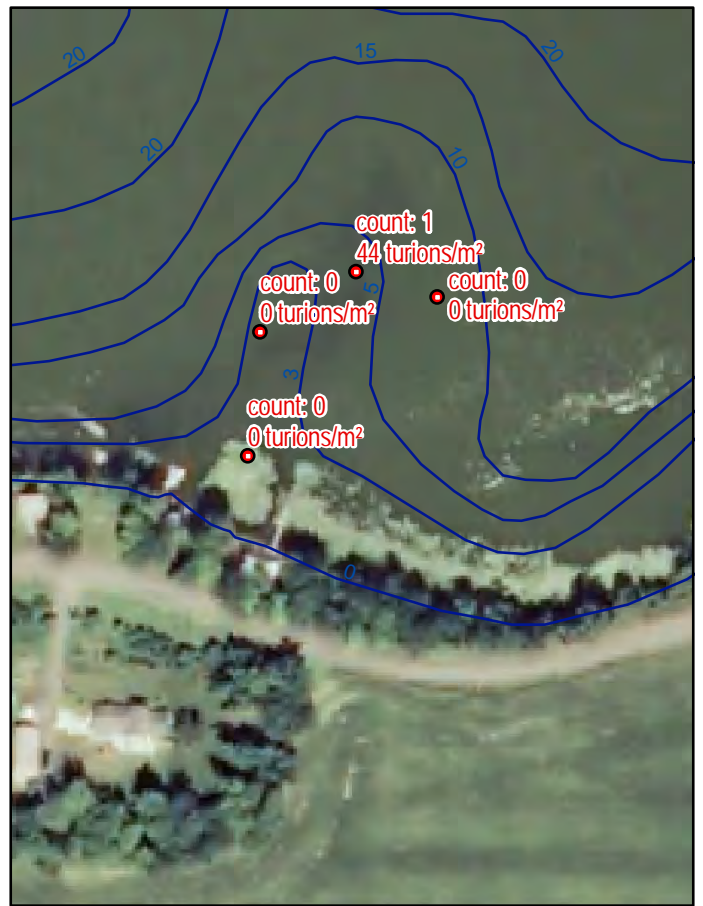 20
15
20
20
10
count: 1
44 turions/m²
count: 0
0 turions/m²
count: 0
0 turions/m²
5
3
count: 0
0 turions/m²
0